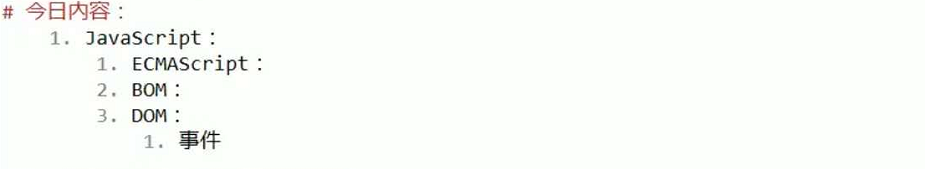 # 今日内容：
1. JavaScript：
1. ECMAScript：
2. BOM：
3. DOM：
1. 事件